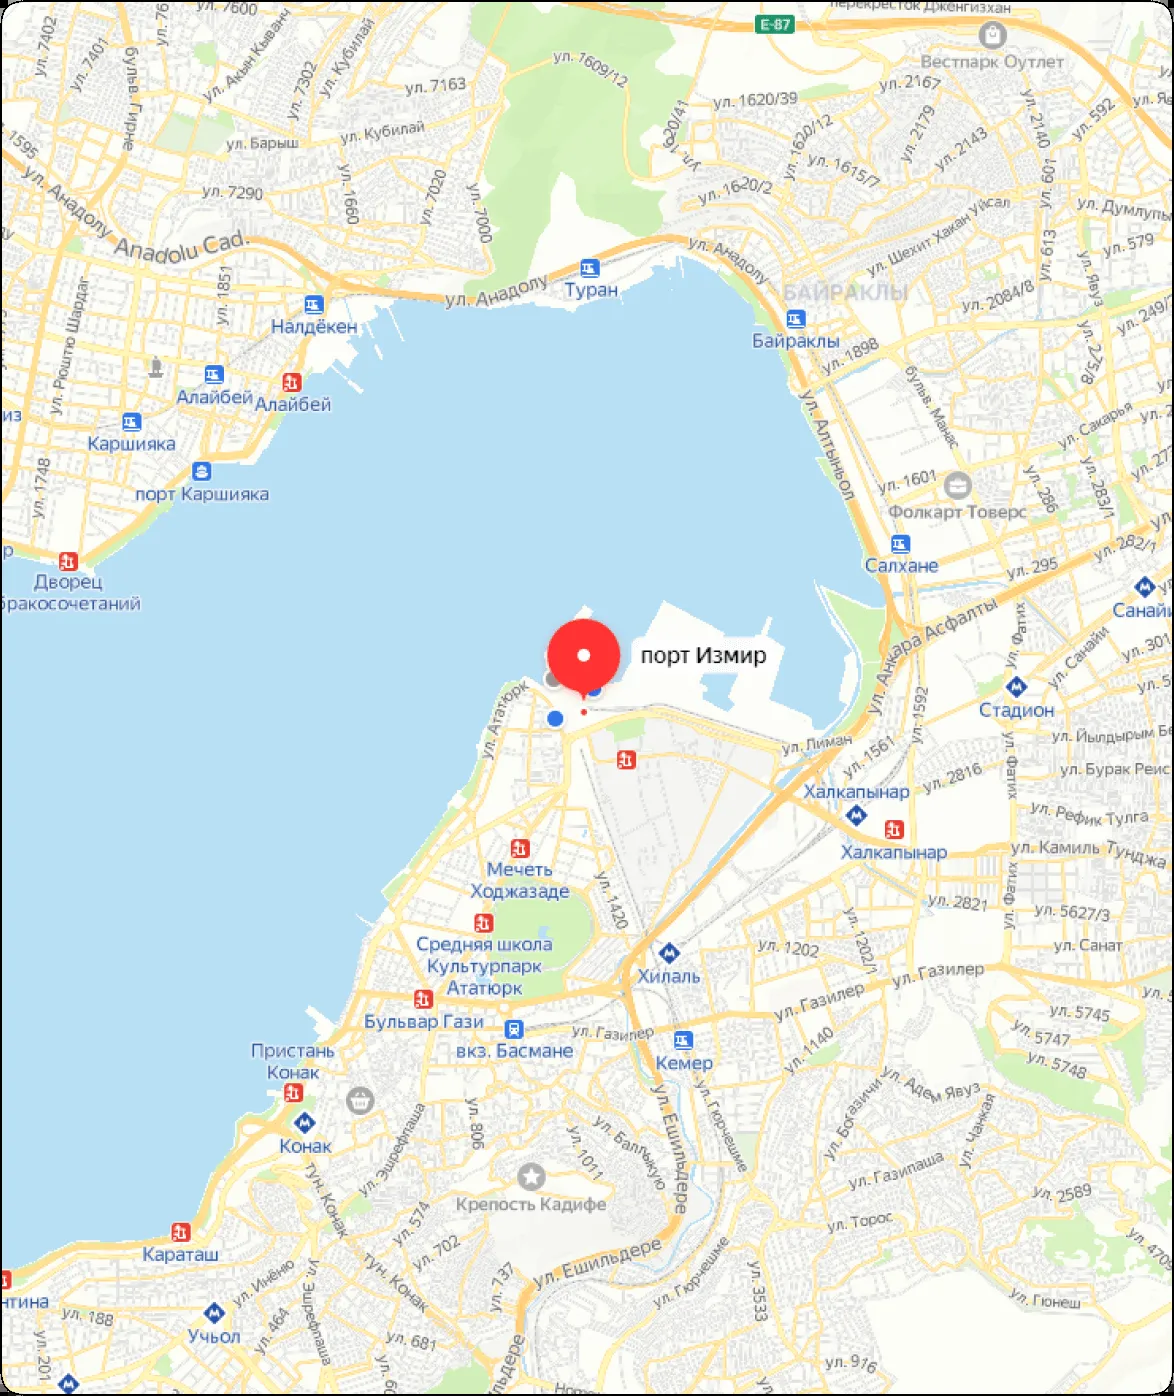 ул. 7402
ул. 7401
ул. 76
ул. 7600
бульв. Гирне
ул. Акын Кыванч
ул. 7302
ул. Кубилай
ул. 7163
ул. Кубилай
ул. Барыш
ул. 7290
ул. 1660
ул. 7020
ул. 7000
ул. 1609/12
E-87
перекресток Дженгизхан
Вестпарк Оутлет
ул. 1620/39
ул. 2167
ул. 2179
ул. 2140
ул. 592
ул. 1620/12
ул. 1615/7
ул. 2143
ул. 601
ул. 1620/2
ул. Шехит Хакан Уйсал
ул. 613
ул. 579
1595
ул. Анадолу
Anadolu Cad.
ул. 1851
ул. Рюштю Шардаг
ул. Анадолу
Туран
ул. Анадолу
БАЙРАКЛЫ
ул. 2084/8
ул. Явуз
ул. 249/
Налдёкен
Байраклы
ул. 1898
ул. 275/8
Алайбей
Алайбей
бульв. Манас
ул. Сакарья
Каршияка
ул. Алтыньол
ул. 1748
порт Каршияка
ул. 1601
ул. 286
ул. 283/1
Фолкарт Товерс
ул. 282/1
Салхане
ул. 295
Дворец
бракосочетаний
ул. Анкара Асфалты
ул. Фатих
Санайи
ул. Санайи
ул. 301
порт Измир
ул. Ататюрк
ул. 1592
Стадион
ул. Лиман
ул. 1561
ул. Йылдырым Бе
ул. 2816
ул. Фатих
ул. Бурак Реис
Халкапынар
ул. Рефик Тулга
Халкапынар
ул. Камиль Тунджа
Мечеть
Ходжазаде
ул. 1420
ул. 2821
ул. Фатих
ул. 5627/3
Средняя школа
Культурпарк
Ататюрк
ул. 1202
ул. 1202/1
ул. Санат
Хилаль
ул. Газилер
ул. Газилер
Бульвар Гази
ул. Газилер
ул. 5745
ул. 5747
ул. 5748
вкз. Басмане
Кемер
ул. 1140
Пристань
Конак
ул. Адем Явуз
Конак
ул. Эшрефпаша
ул. 806
ул. 1011
ул. Баллыкую
ул. Ешильдере
ул. Гюрчешме
ул. Богазичи
ул. Чанкая
ул. Газипаша
Крепость Кадифе
ул. 2589
тун. Конак
ул. 574
ул. Торос
Караташ
ул. 702
ул. 4709
ул. Ешильдере
ул. Гюрчешме
ул. Инёню
ул. Эшрефпаша
тун. Конак
ул. 737
ул. 3533
ул. Гюнеш
нтина
ул. 188
Учьол
ул. 464
ул. 681
ул. 916
ул. 201